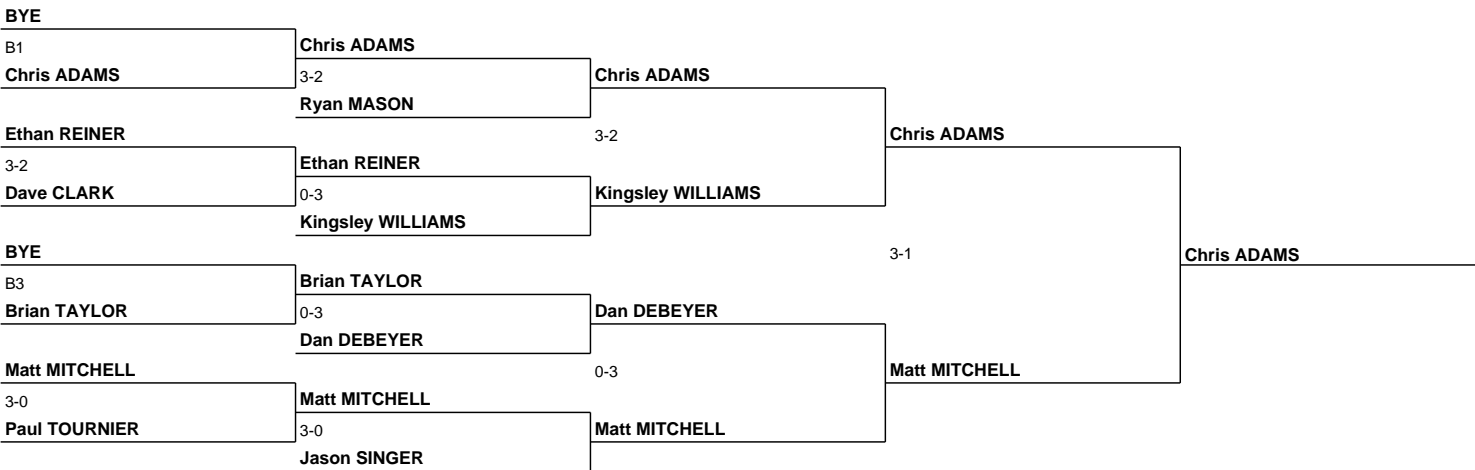 BYE
B1
Chris ADAMS
Chris ADAMS
3-2
Chris ADAMS
Ryan MASON
Ethan REINER
3-2
Chris ADAMS
3-2
Ethan REINER
Dave CLARK
0-3
Kingsley WILLIAMS
Kingsley WILLIAMS
BYE
3-1
Chris ADAMS
B3
Brian TAYLOR
Brian TAYLOR
0-3
Dan DEBEYER
Dan DEBEYER
Matt MITCHELL
0-3
Matt MITCHELL
3-0
Matt MITCHELL
Paul TOURNIER
3-0
Matt MITCHELL
Jason SINGER